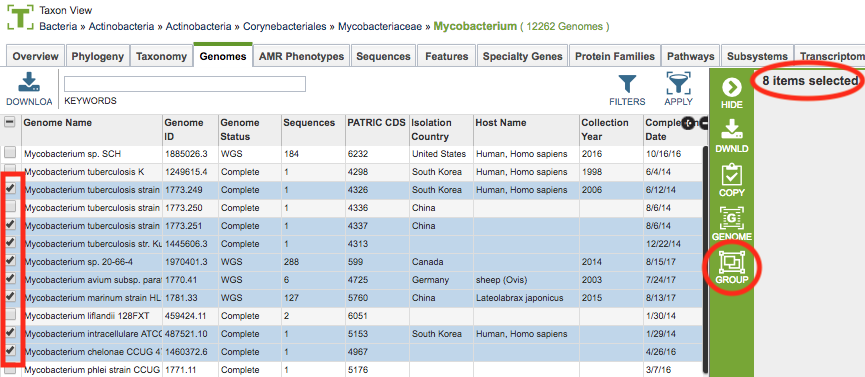 Taxon View
Bacteria » Actinobacteria » Actinobacteria » Corynebacteriales » Mycobacteriaceae » Mycobacterium ( 12262 Genomes )
Overview Phylogeny Taxonomy Genomes AMR Phenotypes Sequences Features Specialty Genes Protein Families Pathways Subsystems Transcriptom
8 items selected
DOWNLOA KEYWORDS FILTERS APPLY HIDE
Genome Name Genome ID Genome Status Sequences PATRIC CDS Isolation Country Host Name Collection Year Completion Date
DWNLD
Mycobacterium sp. SCH 1885026.3 WGS 184 6232 United States Human, Homo sapiens 2016 10/16/16
Mycobacterium tuberculosis K 1249615.4 Complete 1 4298 South Korea Human, Homo sapiens 1998 6/4/14
Mycobacterium tuberculosis strain 1773.249 Complete 1 4326 South Korea Human, Homo sapiens 2006 6/12/14
COPY
Mycobacterium tuberculosis strain 1773.250 Complete 1 4336 China 8/6/14
Mycobacterium tuberculosis strain 1773.251 Complete 1 4337 China 8/6/14
G
GENOME
Mycobacterium tuberculosis str. Ku 1445606.3 Complete 1 4313 12/22/14
Mycobacterium sp. 20-66-4 1970401.3 WGS 288 599 Canada 2014 8/15/17
Mycobacterium avium subsp. para 1770.41 WGS 6 4725 Germany sheep (Ovis) 2003 7/24/17
GROUP
Mycobacterium marinum strain HL 1781.33 WGS 127 5760 China Lateolabrax japonicus 2015 8/13/17
Mycobacterium liflandii 128FXT 459424.11 Complete 2 6051 1/30/14
Mycobacterium intracellulare ATCC 487521.10 Complete 1 5153 South Korea Human, Homo sapiens 1/29/14
Mycobacterium chelonae CCUG 47 1460372.6 Complete 1 4967 4/26/16
Mycobacterium phlei strain CCUG 1771.11 Complete 1 5176 3/7/16